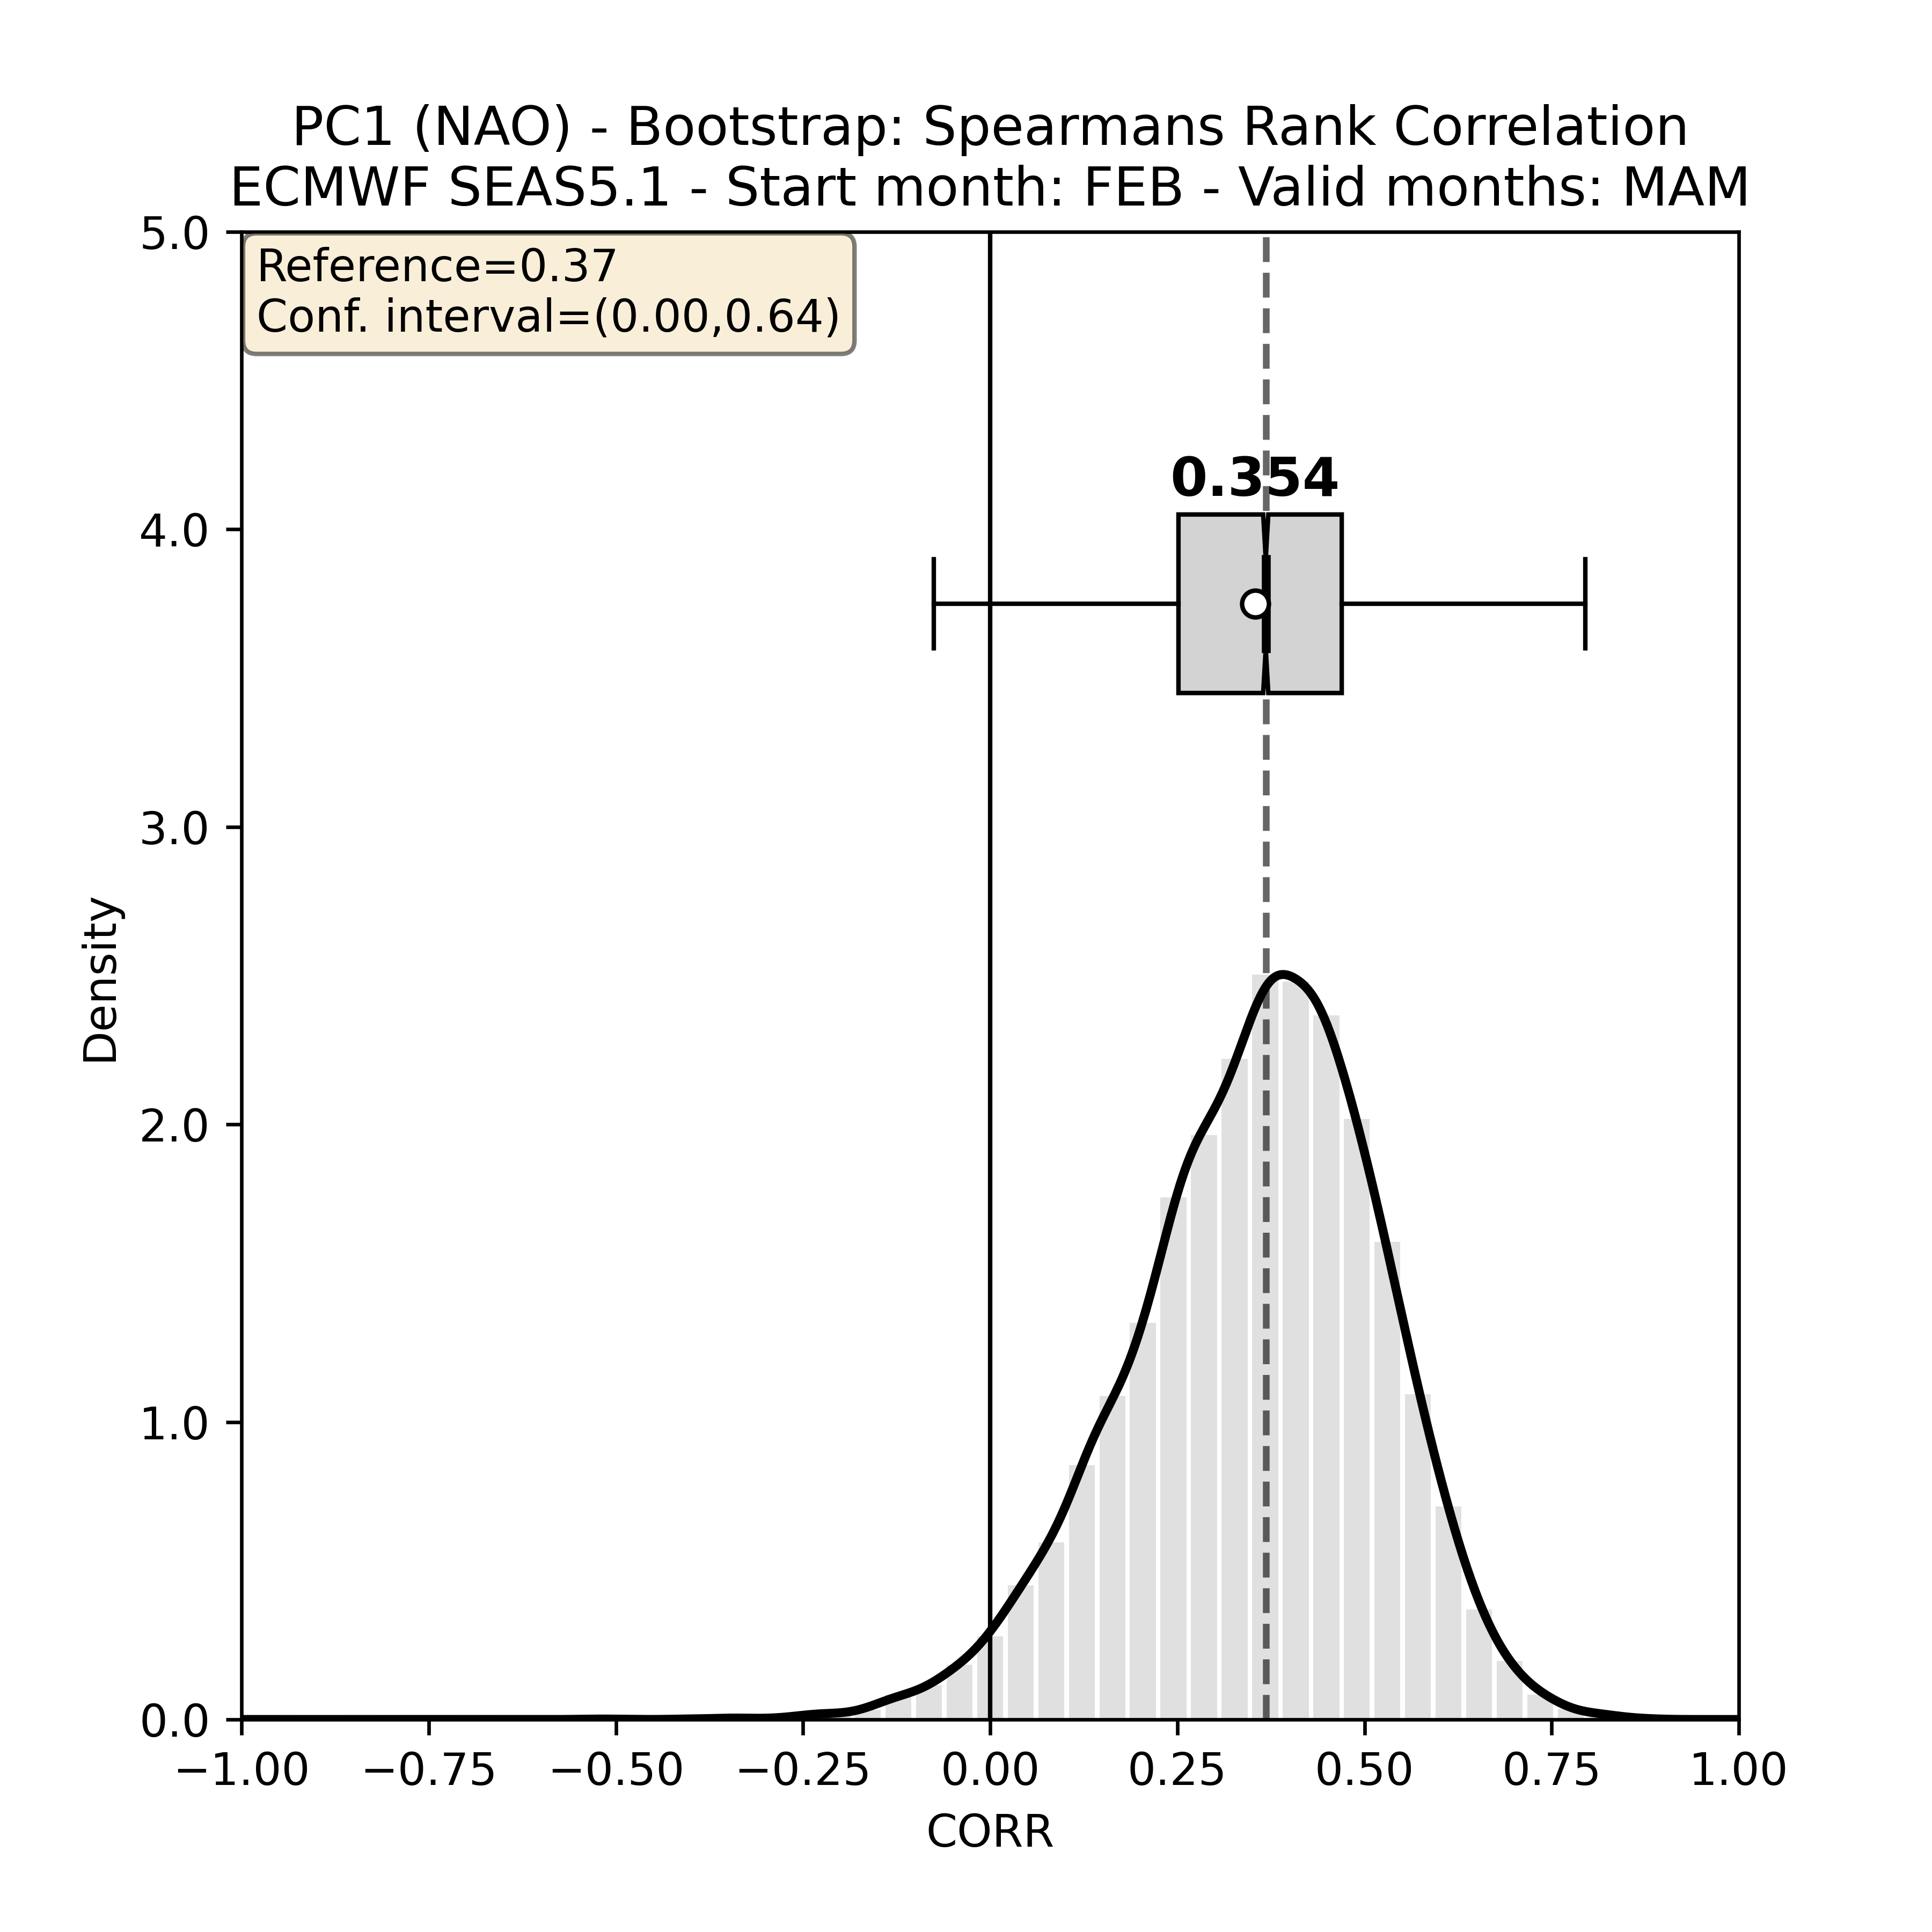 PC1 (NAO) - Bootstrap: Spearmans Rank Correlation
ECMWF SEAS5.1 - Start month: FEB - Valid months: MAM
Reference=0.37
Conf. interval=(0.00,0.64)
0.354
5.0
4.0
3.0
2.0
1.0
0.0
Density
−1.00 −0.75 −0.50 −0.25 0.00 0.25 0.50 0.75 1.00
CORR